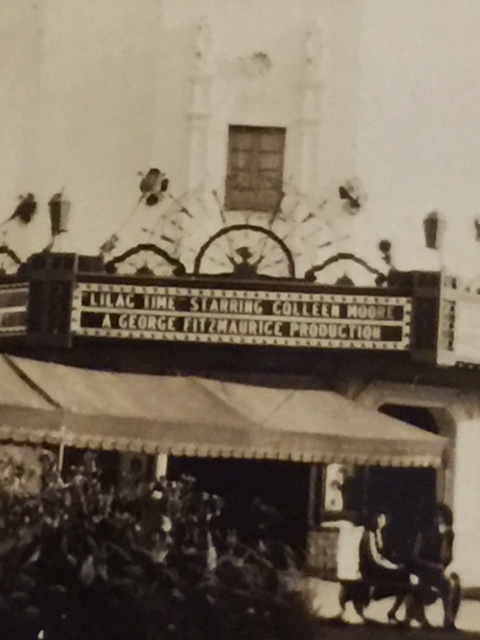 LILAC TIME STARRING COLLEEN MOORE
A GEORGE FITZMAURICE PRODUCTION